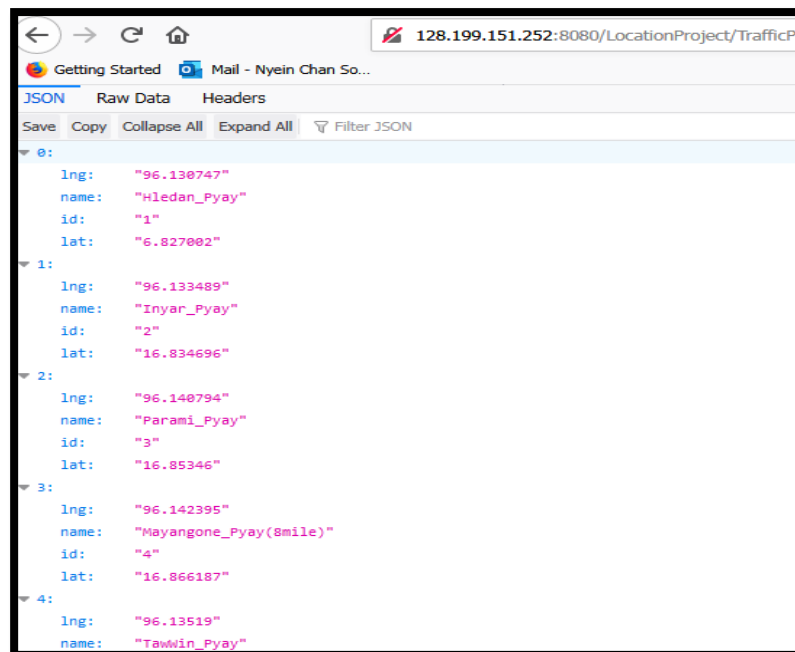 128.199.151.252:8080/LocationProject/TrafficP
Getting Started Mail - Nyein Chan So...
JSON Raw Data Headers
Save Copy Collapse All Expand All Filter JSON
0:
lng: "96.130747"
name: "Hledan_Pyay"
id: "1"
lat: "6.827002"
1:
lng: "96.133489"
name: "Inyar_Pyay"
id: "2"
lat: "16.834696"
2:
lng: "96.140794"
name: "Parami_Pyay"
id: "3"
lat: "16.85346"
3:
lng: "96.142395"
name: "Mayangone_Pyay(8mile)"
id: "4"
lat: "16.866187"
4:
lng: "96.13519"
name: "TawWin_Pyay"